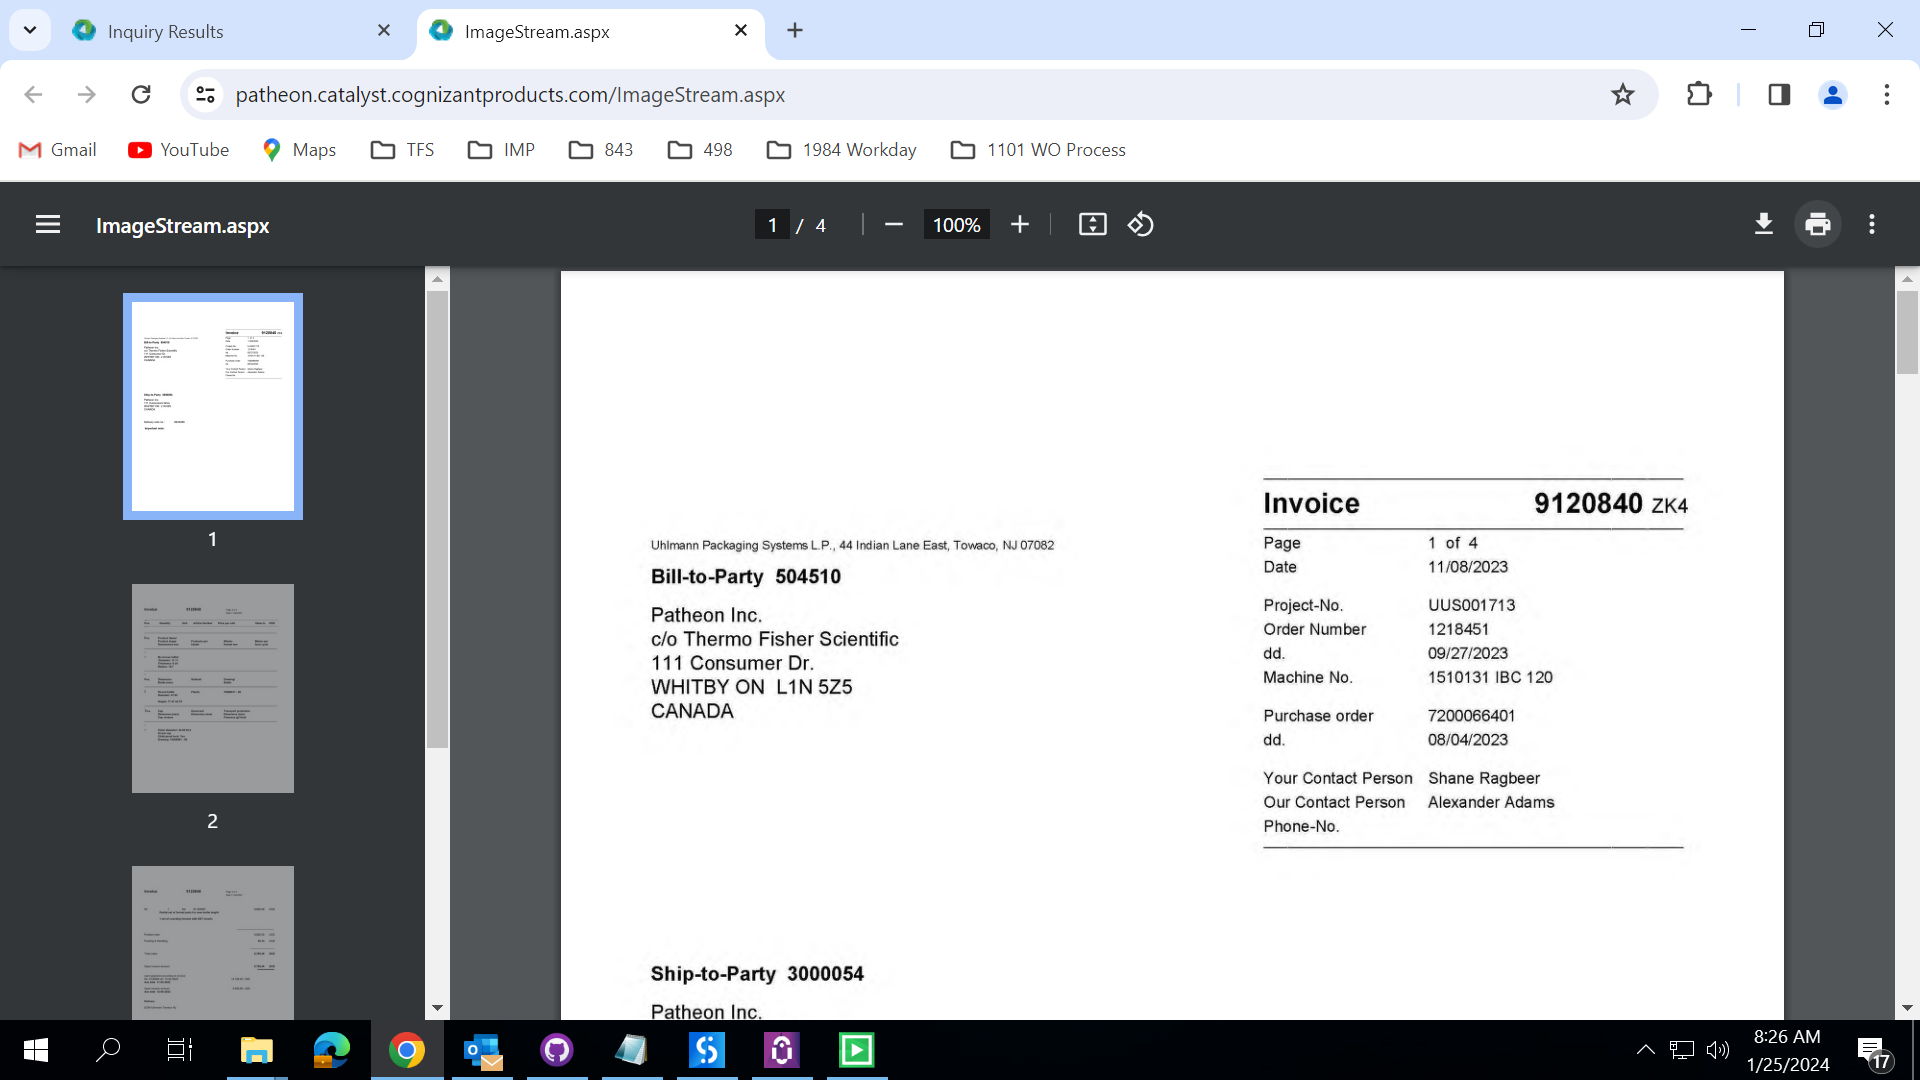 Inquiry Results
ImageStream.aspx
patheon.catalyst.cognizantproducts.com/ImageStream.aspx
Gmail
YouTube
Maps
TFS
IMP
843
498
1984 Workday
1101 WO Process
ImageStream.aspx
1 / 4
100%
1
2
Invoice 9120840 ZK4
Uhlmann Packaging Systems L.P., 44 Indian Lane East, Towaco, NJ 07082
Bill-to-Party 504510
Patheon Inc.
c/o Thermo Fisher Scientific
111 Consumer Dr.
WHITBY ON L1N 5Z5
CANADA
Page 1 of 4
Date 11/08/2023
Project-No. UUS001713
Order Number 1218451
dd. 09/27/2023
Machine No. 1510131 IBC 120
Purchase order 7200066401
dd. 08/04/2023
Your Contact Person Shane Ragbeer
Our Contact Person Alexander Adams
Phone-No.
Ship-to-Party 3000054
Patheon Inc.
8:26 AM
1/25/2024
17